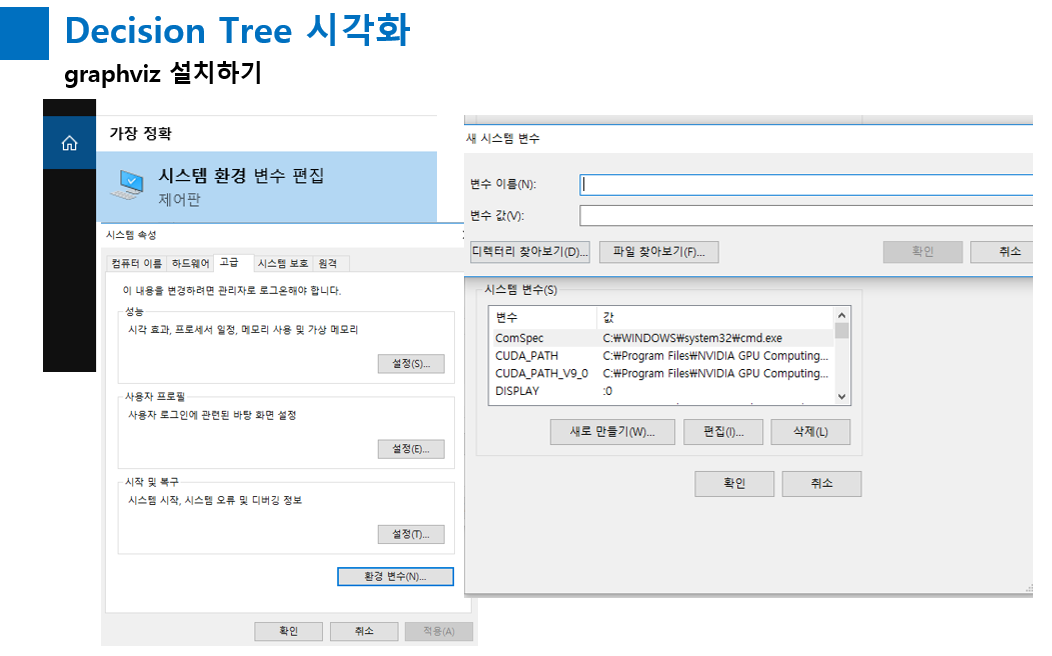 Decision Tree 시각화
graphviz 설치하기
가장 정확
시스템 환경 변수 편집
제어판
시스템 속성
컴퓨터 이름
하드웨어
고급
시스템 보호
원격
이 내용을 변경하려면 관리자로 로그온해야 합니다.
성능
시각 효과, 프로세서 일정, 메모리 사용 및 가상 메모리
설정(S)...
사용자 프로필
사용자 로그인에 관련된 바탕 화면 설정
설정(E)...
시작 및 복구
시스템 시작, 시스템 오류 및 디버깅 정보
설정(T)...
환경 변수(N)...
확인
취소
적용(A)
새 시스템 변수
변수 이름(N):
변수 값(V):
디렉터리 찾아보기(D)...
파일 찾아보기(F)...
확인
취소
시스템 변수(S)
변수 값
ComSpec C:₩WINDOWS₩system32₩cmd.exe
CUDA_PATH C:₩Program Files₩NVIDIA GPU Computing...
CUDA_PATH_V9_0 C:₩Program Files₩NVIDIA GPU Computing...
DISPLAY :0
새로 만들기(W)...
편집(I)...
삭제(L)
확인
취소